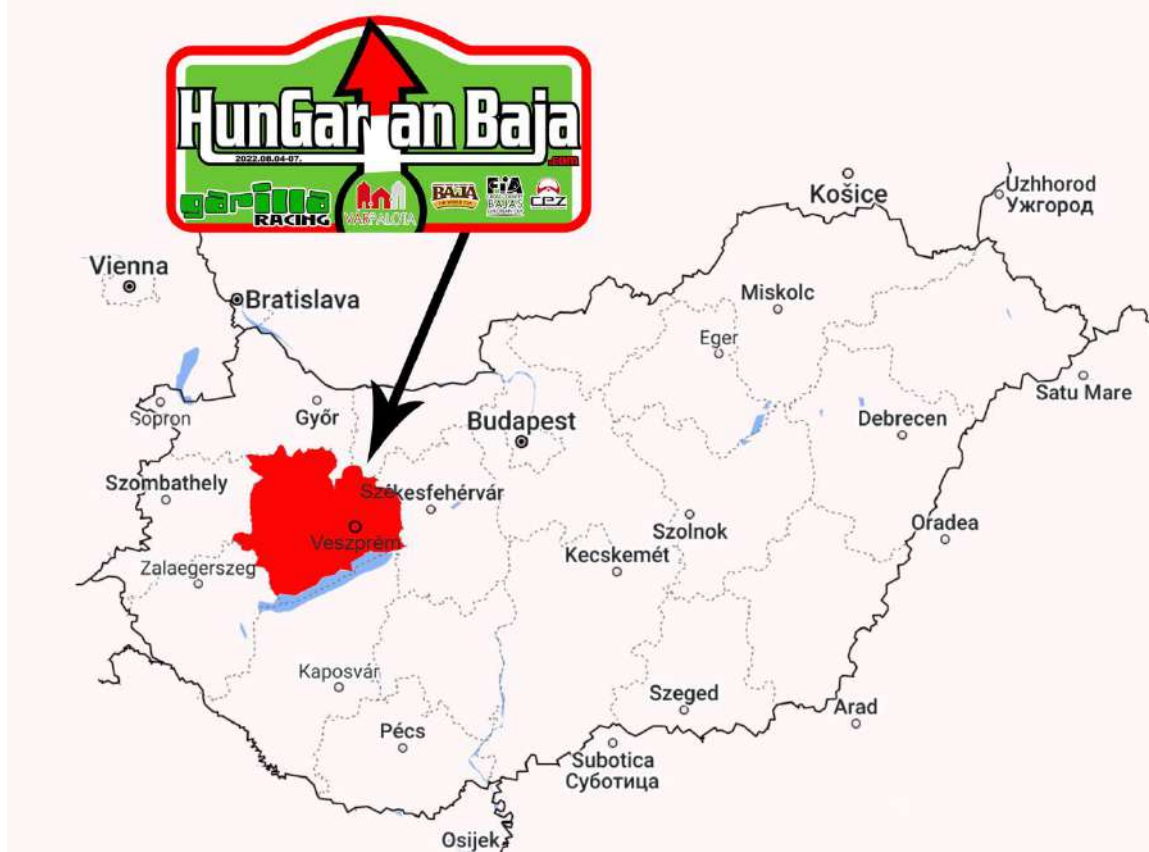 HunGarian Baja
2022.08.04-07.
.com
garilla
RACING
VÁRPALOTA
BAJA
FIA
BAJAS
CPZ
Košice
Uzhhorod
Ужгород
Vienna
Bratislava
Miskolc
Eger
Satu Mare
Sopron
Győr
Budapest
Debrecen
Szombathely
Székesfehérvár
Veszprém
Szolnok
Oradea
Kecskemét
Zalaegerszeg
Kaposvár
Szeged
Arad
Pécs
Subotica
Суботица
Osijek